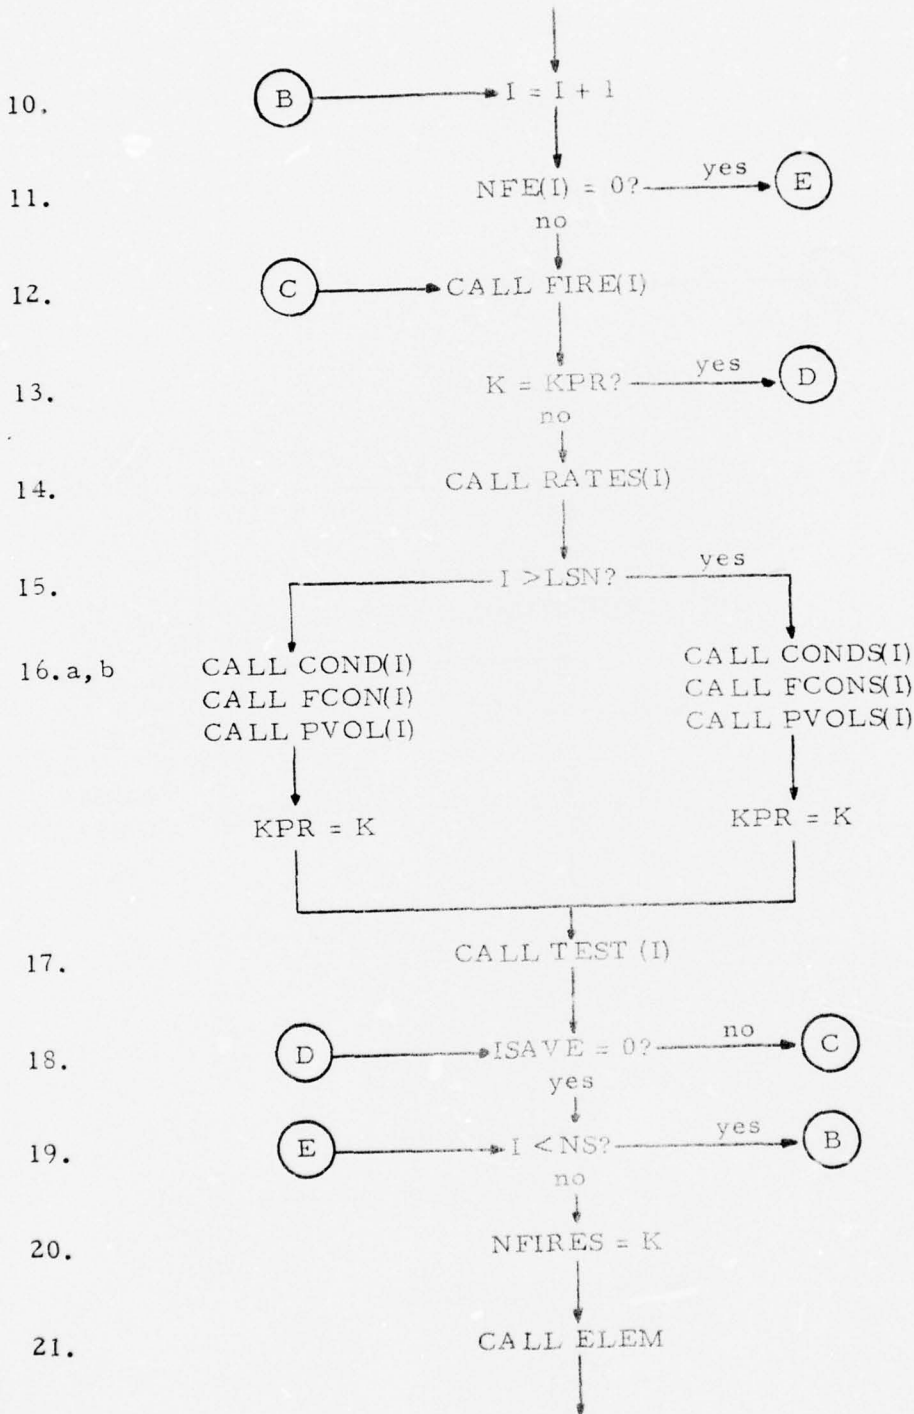 10. B I = I + 1
yes
11. NFE(I) = 0? E
no
12. C CALL FIRE(I)
yes
13. K = KPR? D
no
14. CALL RATES(I)
yes
15. I >LSN?
16.a,b CALL COND(I) CALL CONDS(I)
CALL FCON(I) CALL FCONS(I)
CALL PVOL(I) CALL PVOLS(I)
KPR = K KPR = K
17. CALL TEST (I)
no
18. D ISAVE = 0? C
yes
yes
19. E I < NS? B
no
20. NFIRES = K
21. CALL ELEM